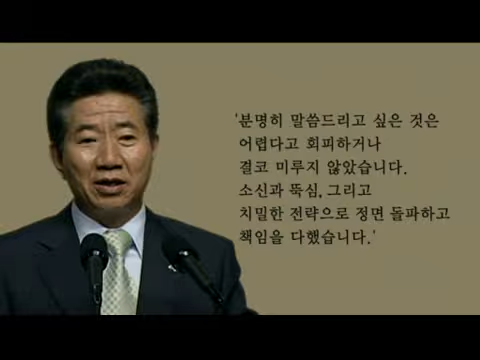 '분명히 말씀드리고 싶은 것은
어렵다고 회피하거나
결코 미루지 않았습니다.
소신과 뚝심, 그리고
치밀한 전략으로 정면 돌파하고
책임을 다했습니다.'